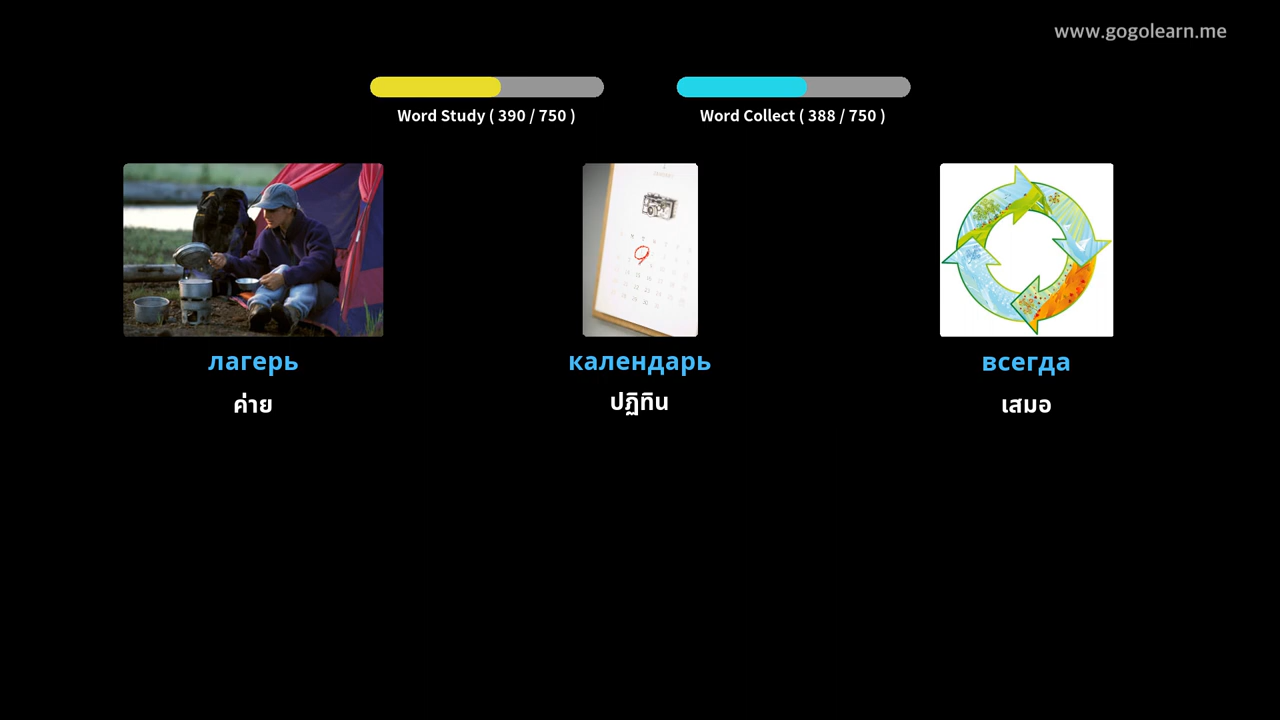 www.gogolearn.me
Word Study ( 390 / 750 )
Word Collect ( 388 / 750 )
лагерь
ค่าย
календарь
ปฏิทิน
всегда
เสมอ